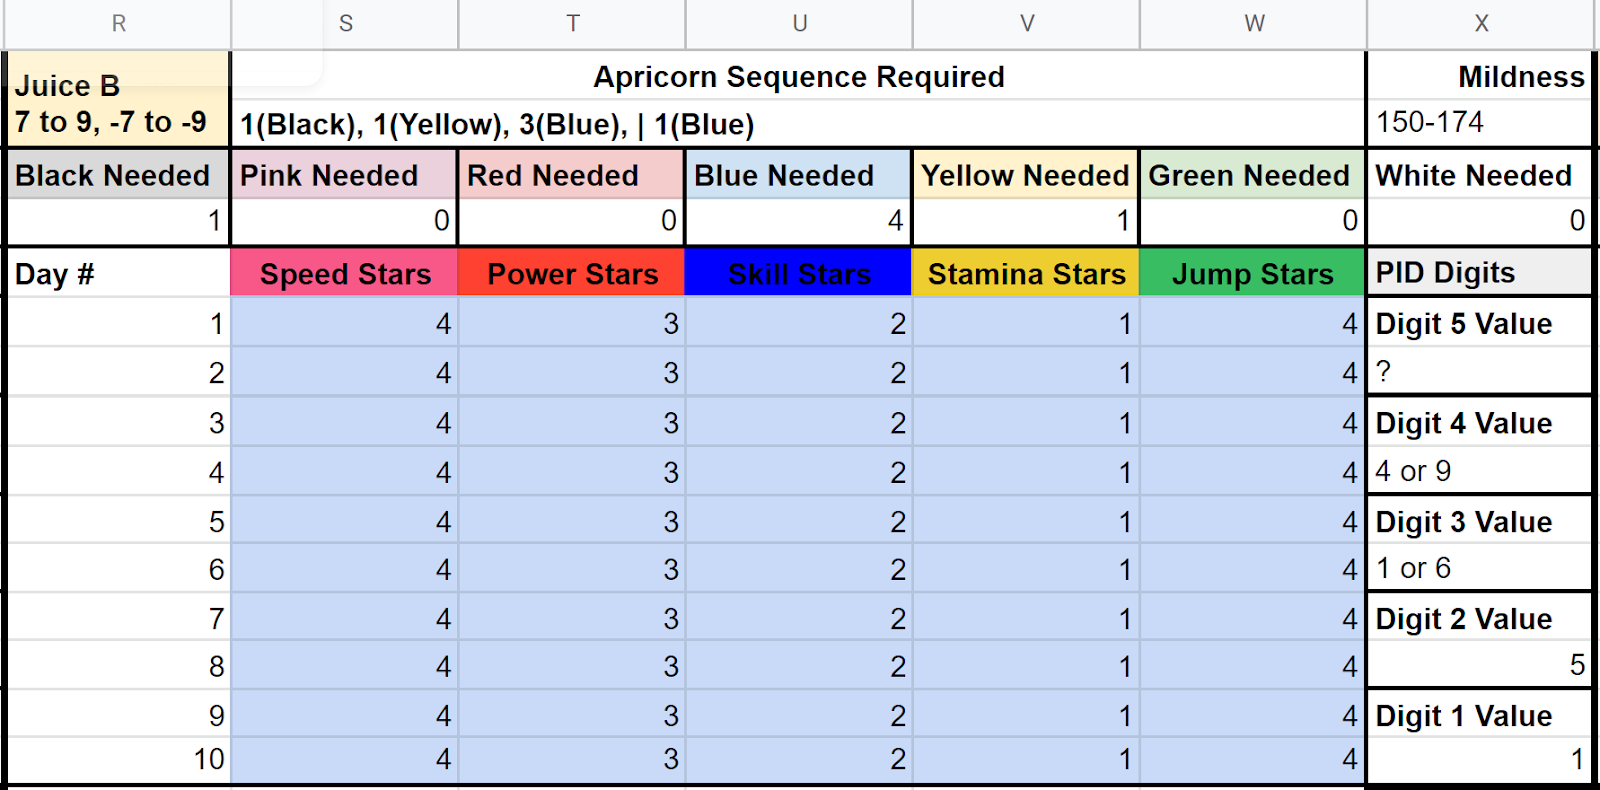 R S T U V W X
Juice B Apricorn Sequence Required Mildness
7 to 9, -7 to -9 1(Black), 1(Yellow), 3(Blue), | 1(Blue) 150-174
Black Needed Pink Needed Red Needed Blue Needed Yellow Needed Green Needed White Needed
1 0 0 4 1 0 0
Day # Speed Stars Power Stars Skill Stars Stamina Stars Jump Stars PID Digits
1 4 3 2 1 4 Digit 5 Value
2 4 3 2 1 4 ?
3 4 3 2 1 4 Digit 4 Value
4 4 3 2 1 4 4 or 9
5 4 3 2 1 4 Digit 3 Value
6 4 3 2 1 4 1 or 6
7 4 3 2 1 4 Digit 2 Value
8 4 3 2 1 4 5
9 4 3 2 1 4 Digit 1 Value
10 4 3 2 1 4 1